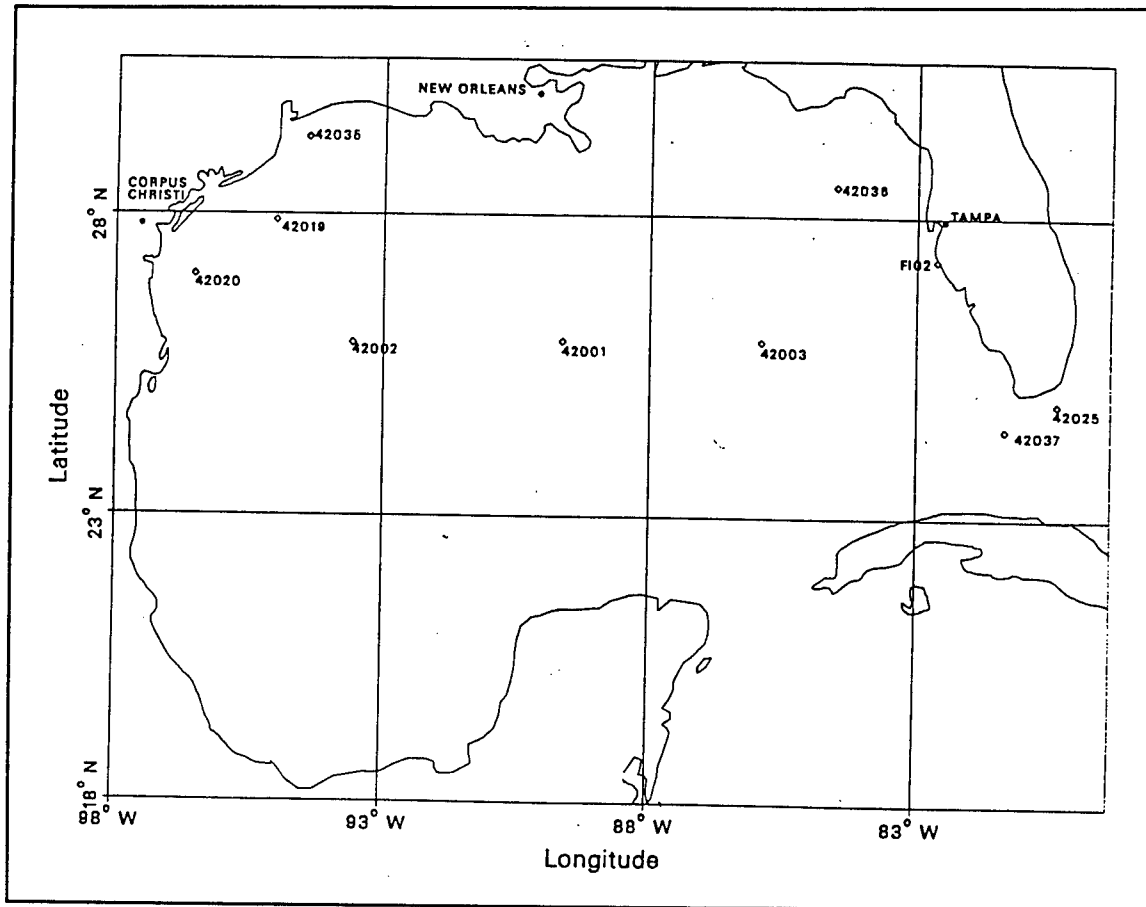 NEW ORLEANS
42035
CORPUS
CHRISTI
28° N
42019
42036
TAMPA
42020
FI02
42002
42001
42003
42025
42037
Latitude
23° N
18° N
98° W
93° W
88° W
83° W
Longitude